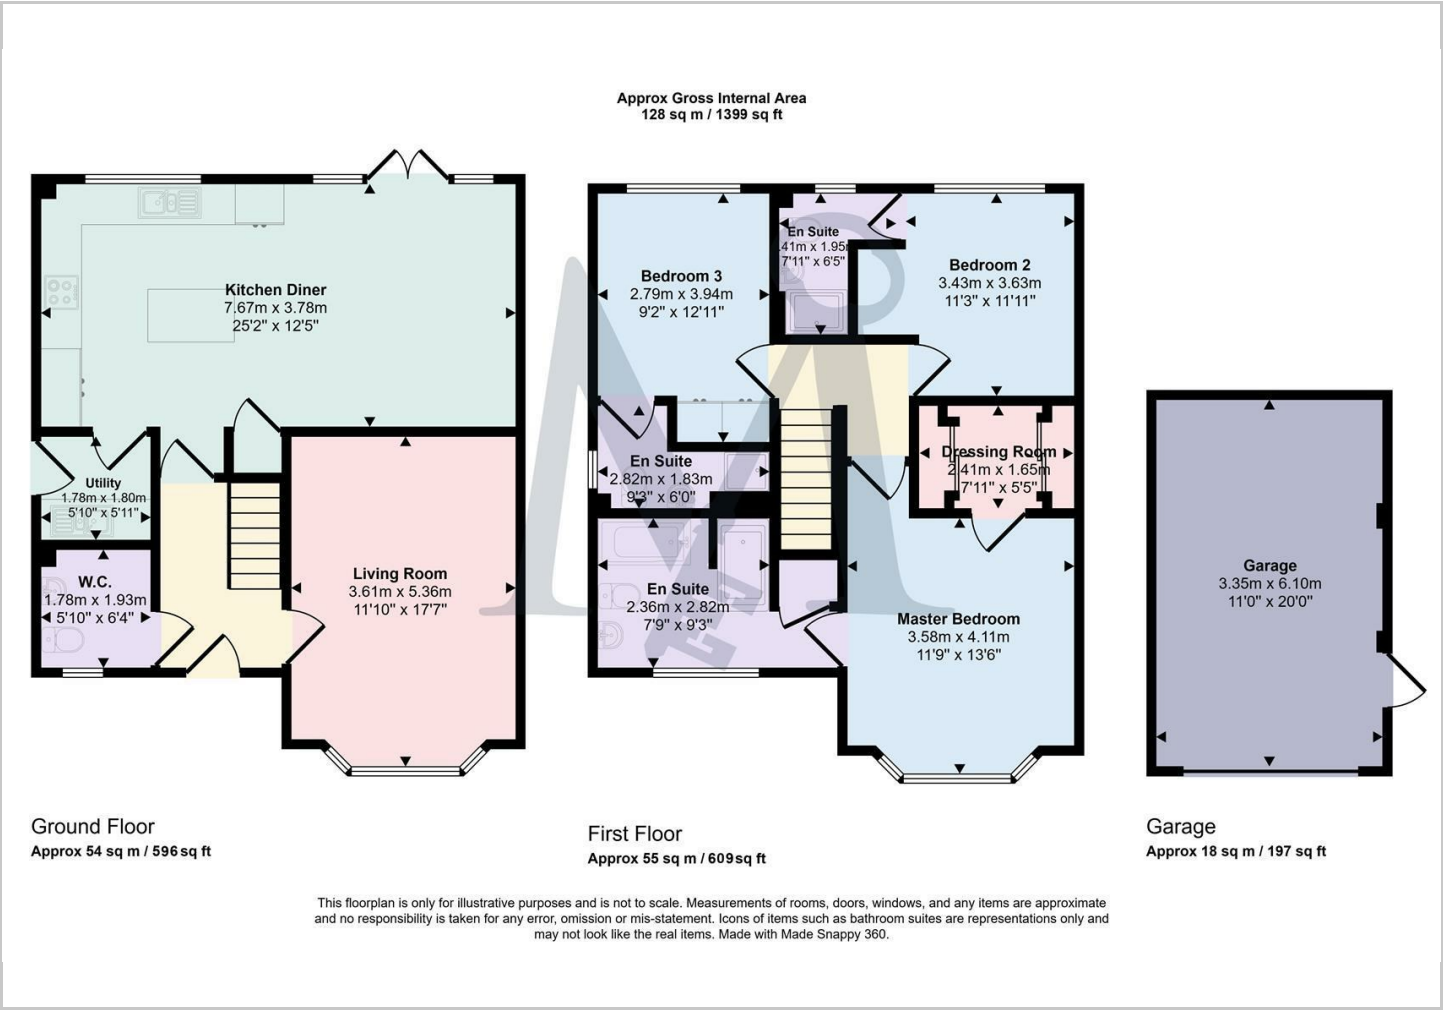 Approx Gross Internal Area
128 sq m / 1399 sq ft
Kitchen Diner
7.67m x 3.78m
25'2" x 12'5"
Utility
1.78m x 1.80m
5'10" x 5'11"
W.C.
1.78m x 1.93m
5'10" x 6'4"
Living Room
3.61m x 5.36m
11'10" x 17'7"
Ground Floor
Approx 54 sq m / 596 sq ft
Bedroom 3
2.79m x 3.94m
9'2" x 12'11"
En Suite
.41m x 1.95
7'11" x 6'5"
Bedroom 2
3.43m x 3.63m
11'3" x 11'11"
En Suite
2.82m x 1.83m
9'3" x 6'0"
Dressing Room
2.41m x 1.65m
7'11" x 5'5"
En Suite
2.36m x 2.82m
7'9" x 9'3"
Master Bedroom
3.58m x 4.11m
11'9" x 13'6"
First Floor
Approx 55 sq m / 609 sq ft
Garage
3.35m x 6.10m
11'0" x 20'0"
Garage
Approx 18 sq m / 197 sq ft
This floorplan is only for illustrative purposes and is not to scale. Measurements of rooms, doors, windows, and any items are approximate
and no responsibility is taken for any error, omission or mis-statement. Icons of items such as bathroom suites are representations only and
may not look like the real items. Made with Made Snappy 360.